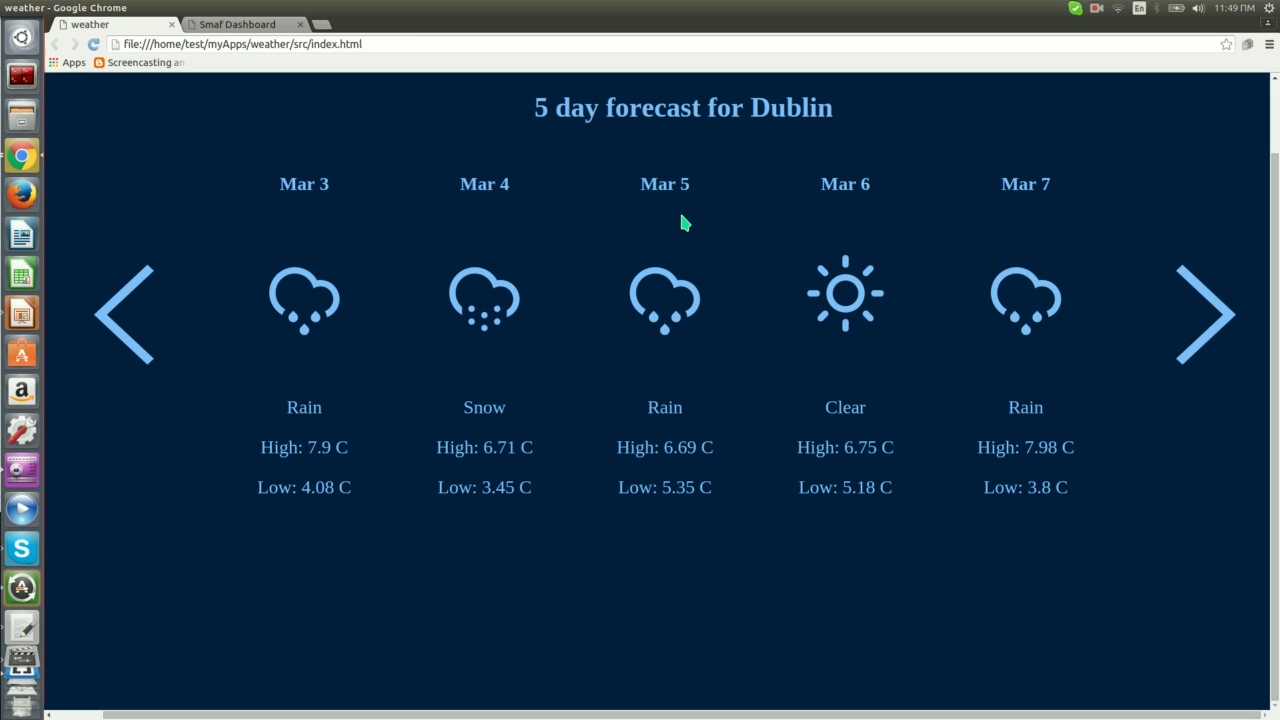 weather - Google Chrome
En
11:49 ПМ
weather
Smaf Dashboard
file:///home/test/myApps/weather/src/index.html
Apps
Screencasting an
5 day forecast for Dublin
Mar 3 Mar 4 Mar 5 Mar 6 Mar 7
Rain Snow Rain Clear Rain
High: 7.9 C High: 6.71 C High: 6.69 C High: 6.75 C High: 7.98 C
Low: 4.08 C Low: 3.45 C Low: 5.35 C Low: 5.18 C Low: 3.8 C